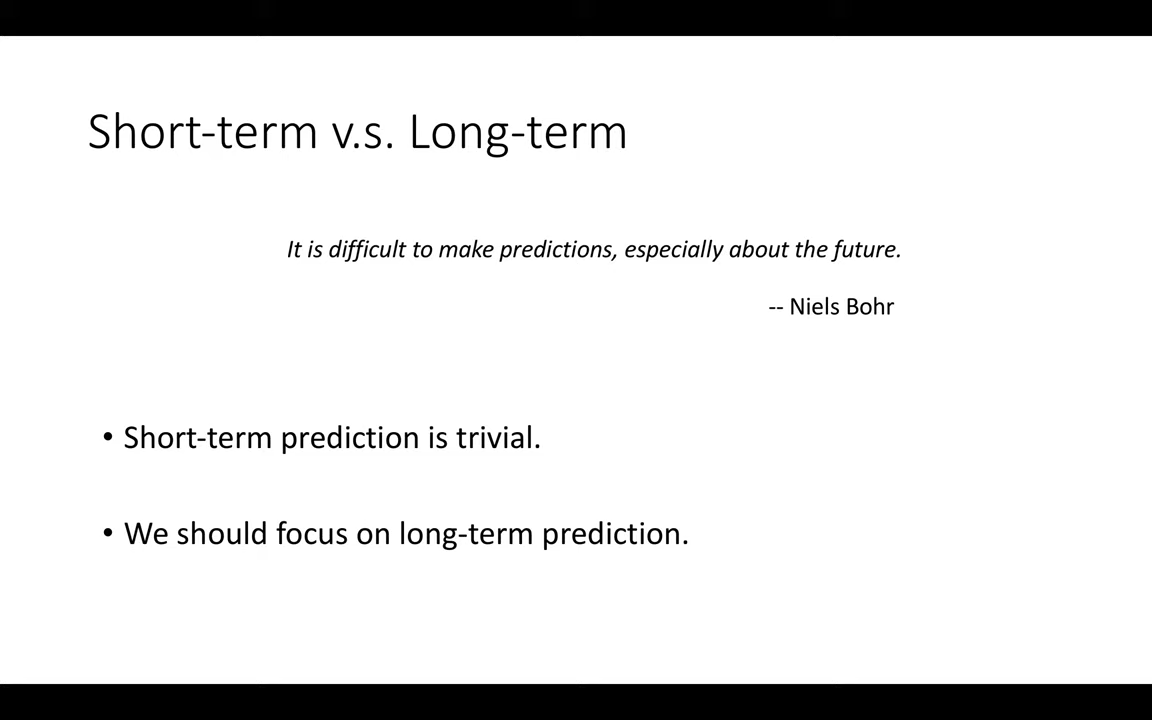 Short-term v.s. Long-term
It is difficult to make predictions, especially about the future.
-- Niels Bohr
• Short-term prediction is trivial.
• We should focus on long-term prediction.